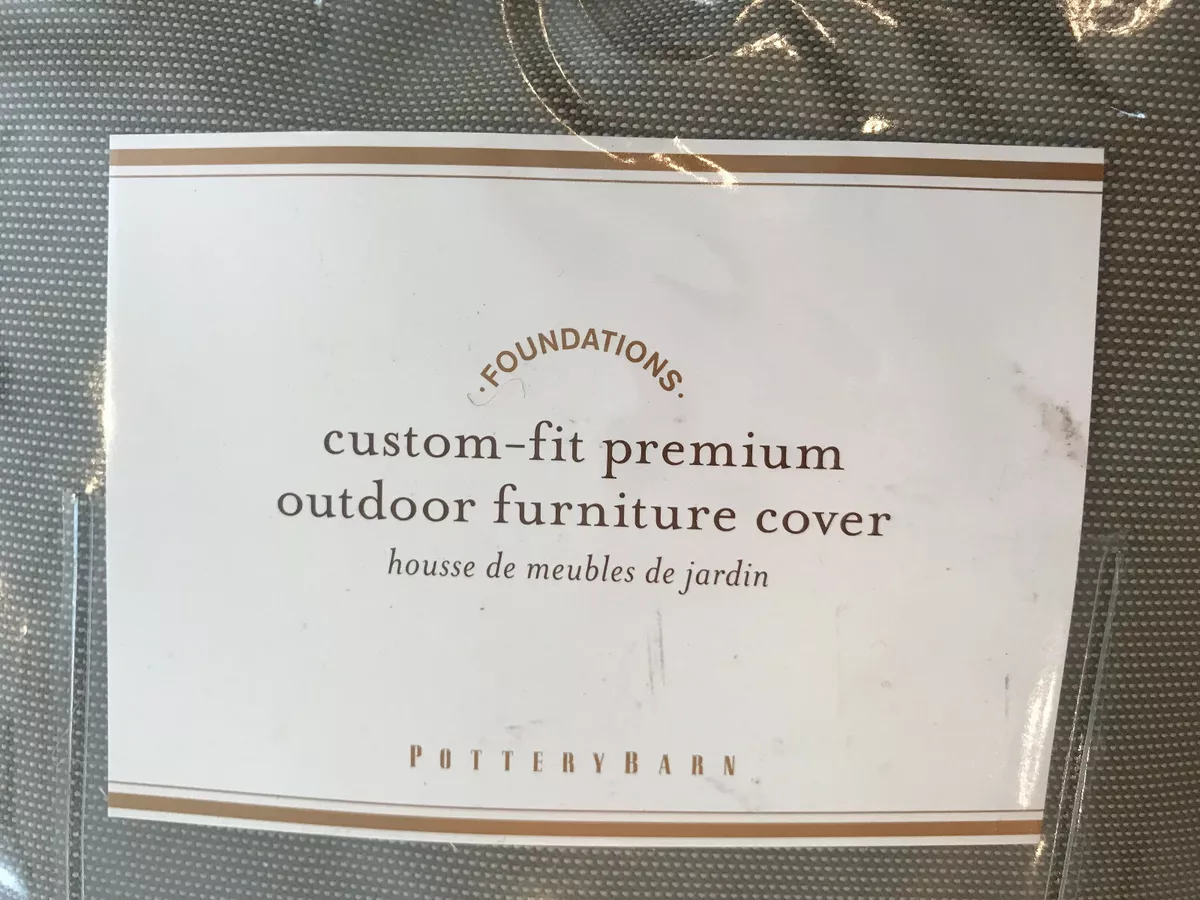 ·FOUNDATIONS·
custom-fit premium
outdoor furniture cover
housse de meubles de jardin
POTTERYBARN